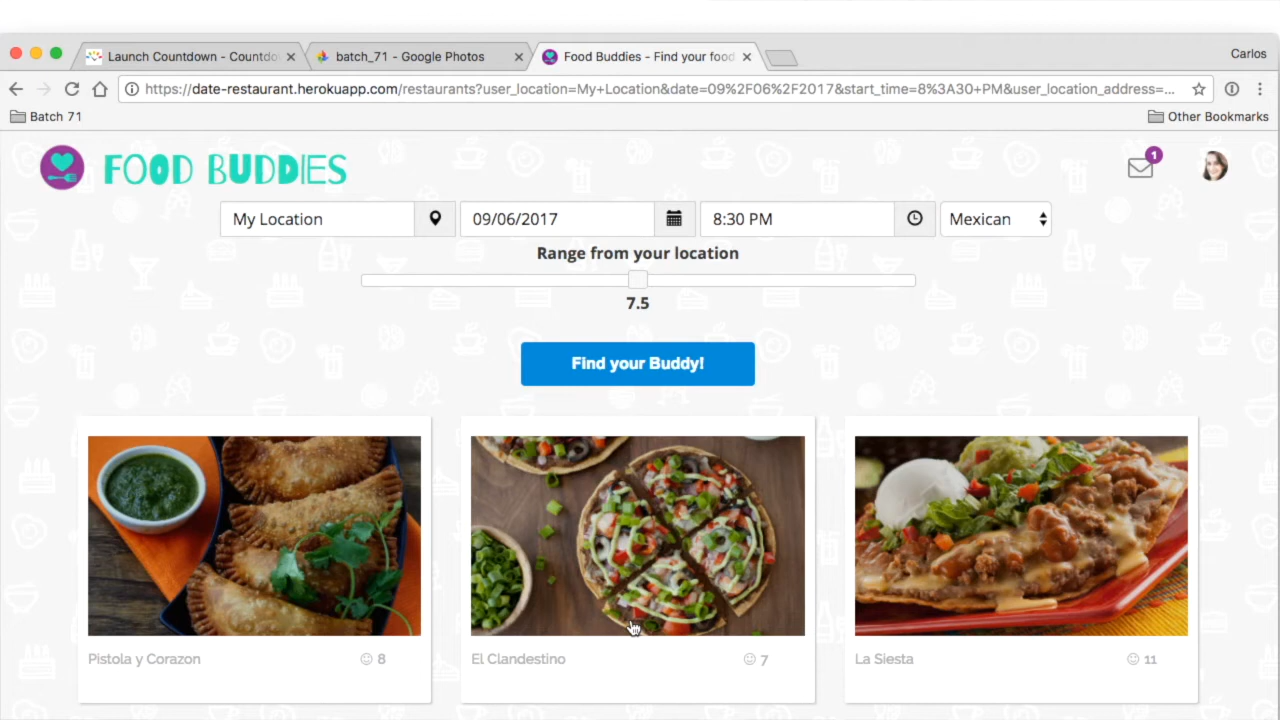 Launch Countdown - Countdo
batch_71 - Google Photos
Food Buddies - Find your food
Carlos
https://date-restaurant.herokuapp.com/restaurants?user_location=My+Location&date=09%2F06%2F2017&start_time=8%3A30+PM&user_location_address=...
Batch 71
Other Bookmarks
FOOD BUDDIES
1
My Location
09/06/2017
8:30 PM
Mexican
Range from your location
7.5
Find your Buddy!
Pistola y Corazon
8
El Clandestino
7
La Siesta
11